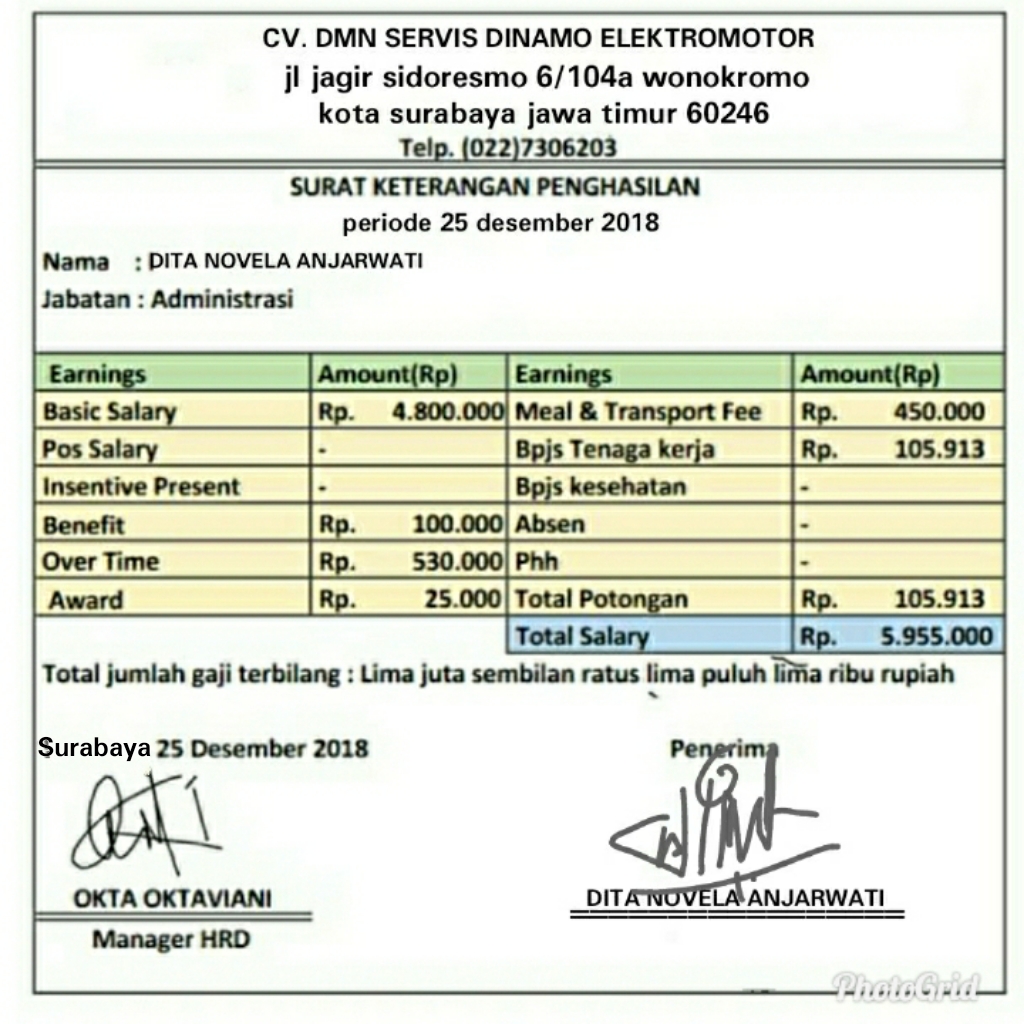 CV. DMN SERVIS DINAMO ELEKTROMOTOR
jl jagir sidoresmo 6/104a wonokromo
kota surabaya jawa timur 60246
Telp. (022)7306203
SURAT KETERANGAN PENGHASILAN
periode 25 desember 2018
Nama : DITA NOVELA ANJARWATI
Jabatan : Administrasi
Earnings Amount(Rp) Earnings Amount(Rp)
Basic Salary Rp. 4.800.000 Meal & Transport Fee Rp. 450.000
Pos Salary - Bpjs Tenaga kerja Rp. 105.913
Insentive Present - Bpjs kesehatan -
Benefit Rp. 100.000 Absen -
Over Time Rp. 530.000 Phh -
Award Rp. 25.000 Total Potongan Rp. 105.913
Total Salary Rp. 5.955.000
Total jumlah gaji terbilang : Lima juta sembilan ratus lima puluh lima ribu rupiah
Surabaya 25 Desember 2018 Penerima
OKTA OKTAVIANI DITA NOVELA ANJARWATI
Manager HRD
PhotoGrid